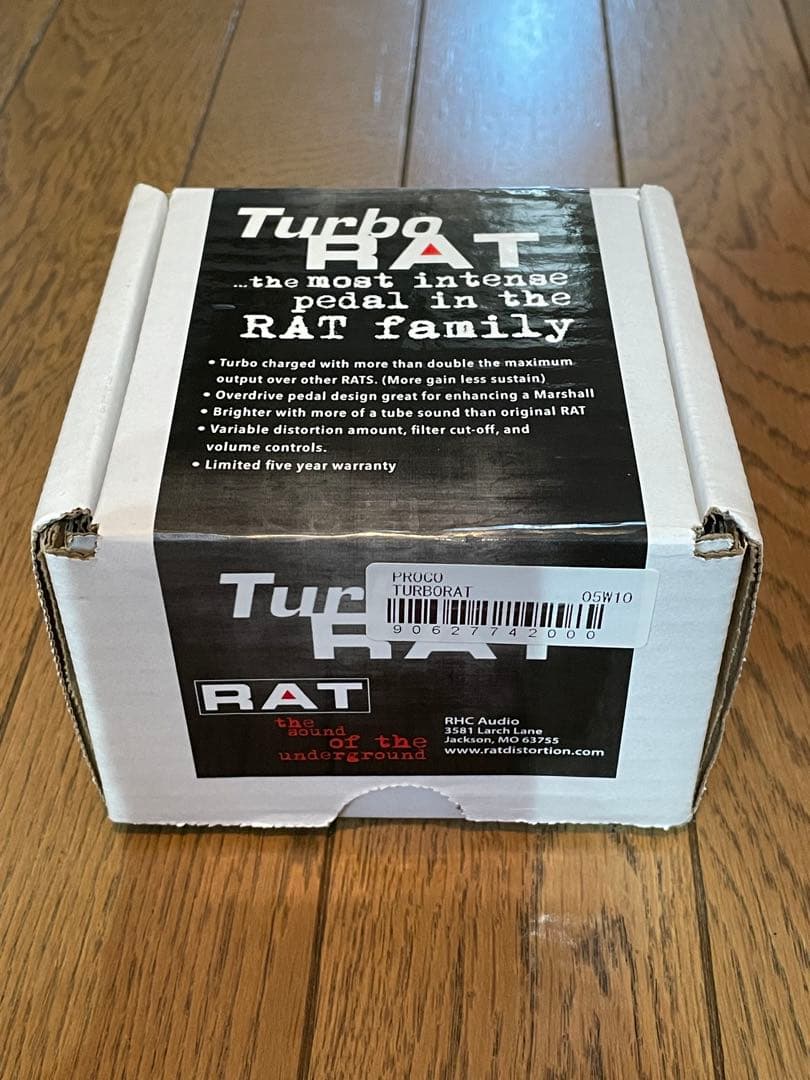 Turbo
RAT
...the most intense
pedal in the
RAT family
• Turbo charged with more than double the maximum
output over other RATS. (More gain less sustain)
• Overdrive pedal design great for enhancing a Marshall
• Brighter with more of a tube sound than original RAT
• Variable distortion amount, filter cut-off, and
volume controls.
• Limited five year warranty
Tur
RAT
PROCO
TURBORAT 05W10
90627742000
RAT
the
sound
of the
underground
RHC Audio
3581 Larch Lane
Jackson, MO 63755
www.ratdistortion.com